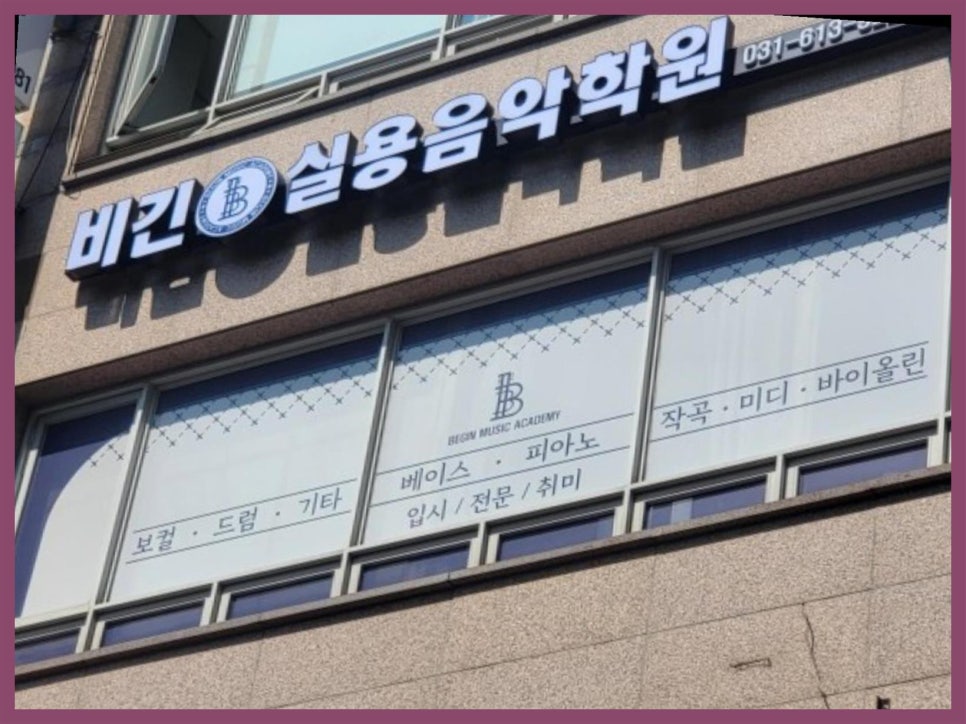 비긴 실용음악학원
031-613-
81
BEGIN MUSIC ACADEMY
보컬 · 드럼 · 기타
베이스 · 피아노
작곡 · 미디 · 바이올린
입시 / 전문 / 취미